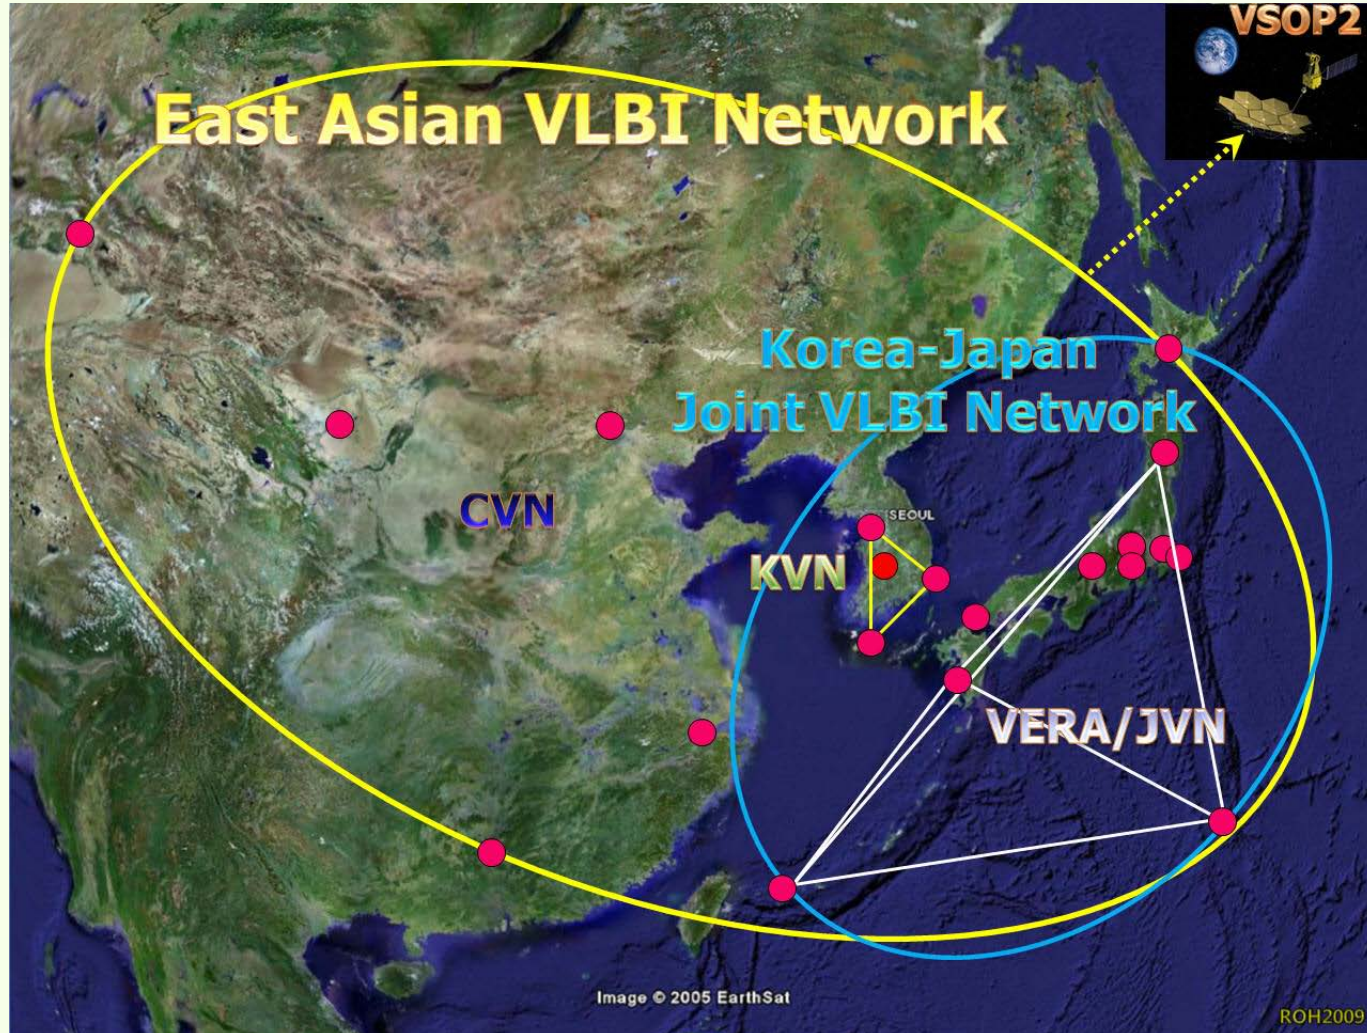 VSOP2
East Asian VLBI Network
Korea-Japan
Joint VLBI Network
CVN
SEOUL
KVN
VERA/JVN
Image © 2005 EarthSat
ROH2009